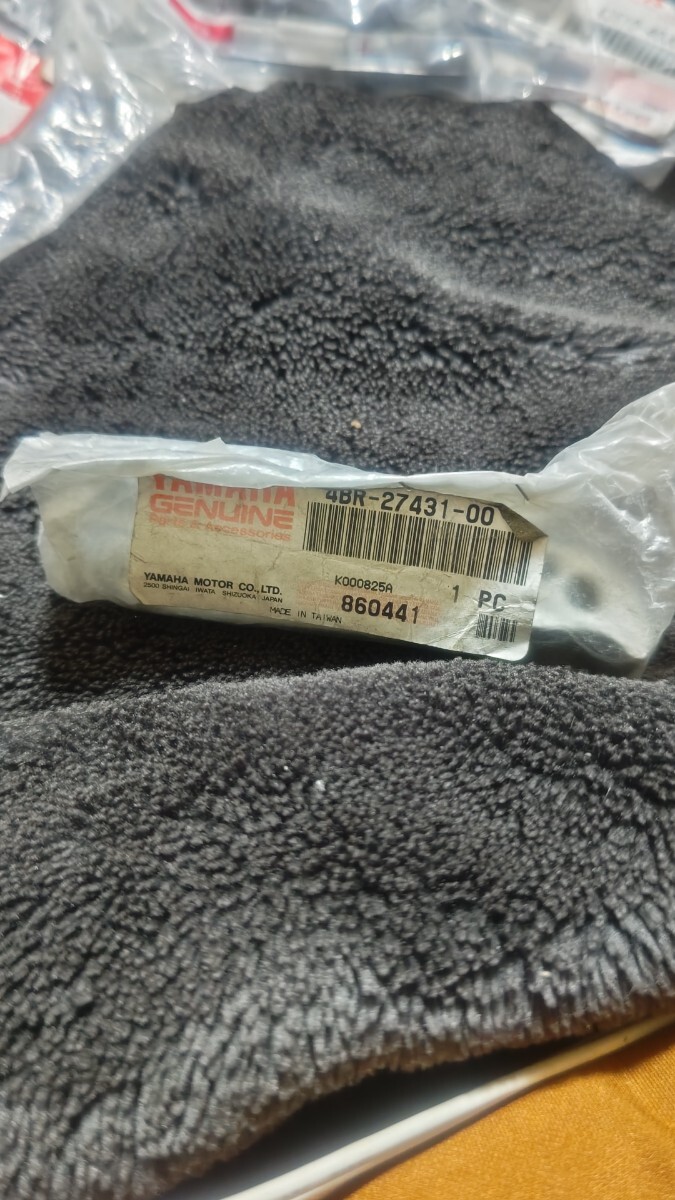 YAMAHA
GENUINE
Parts & Accessories
4BR-27431-00
YAMAHA MOTOR CO.,LTD.
2500 SHINGAI IWATA SHIZUOKA JAPAN
K000825A
1 PC
860441
MADE IN TAIWAN